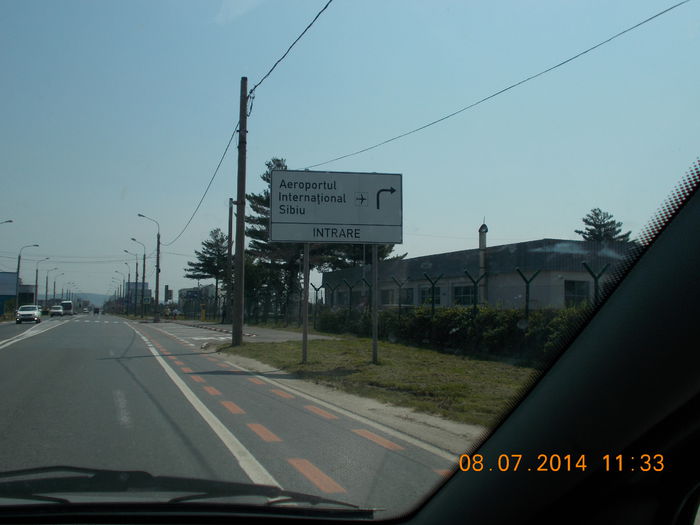 Aeroportul
Internațional
Sibiu
INTRARE
08.07.2014 11:33